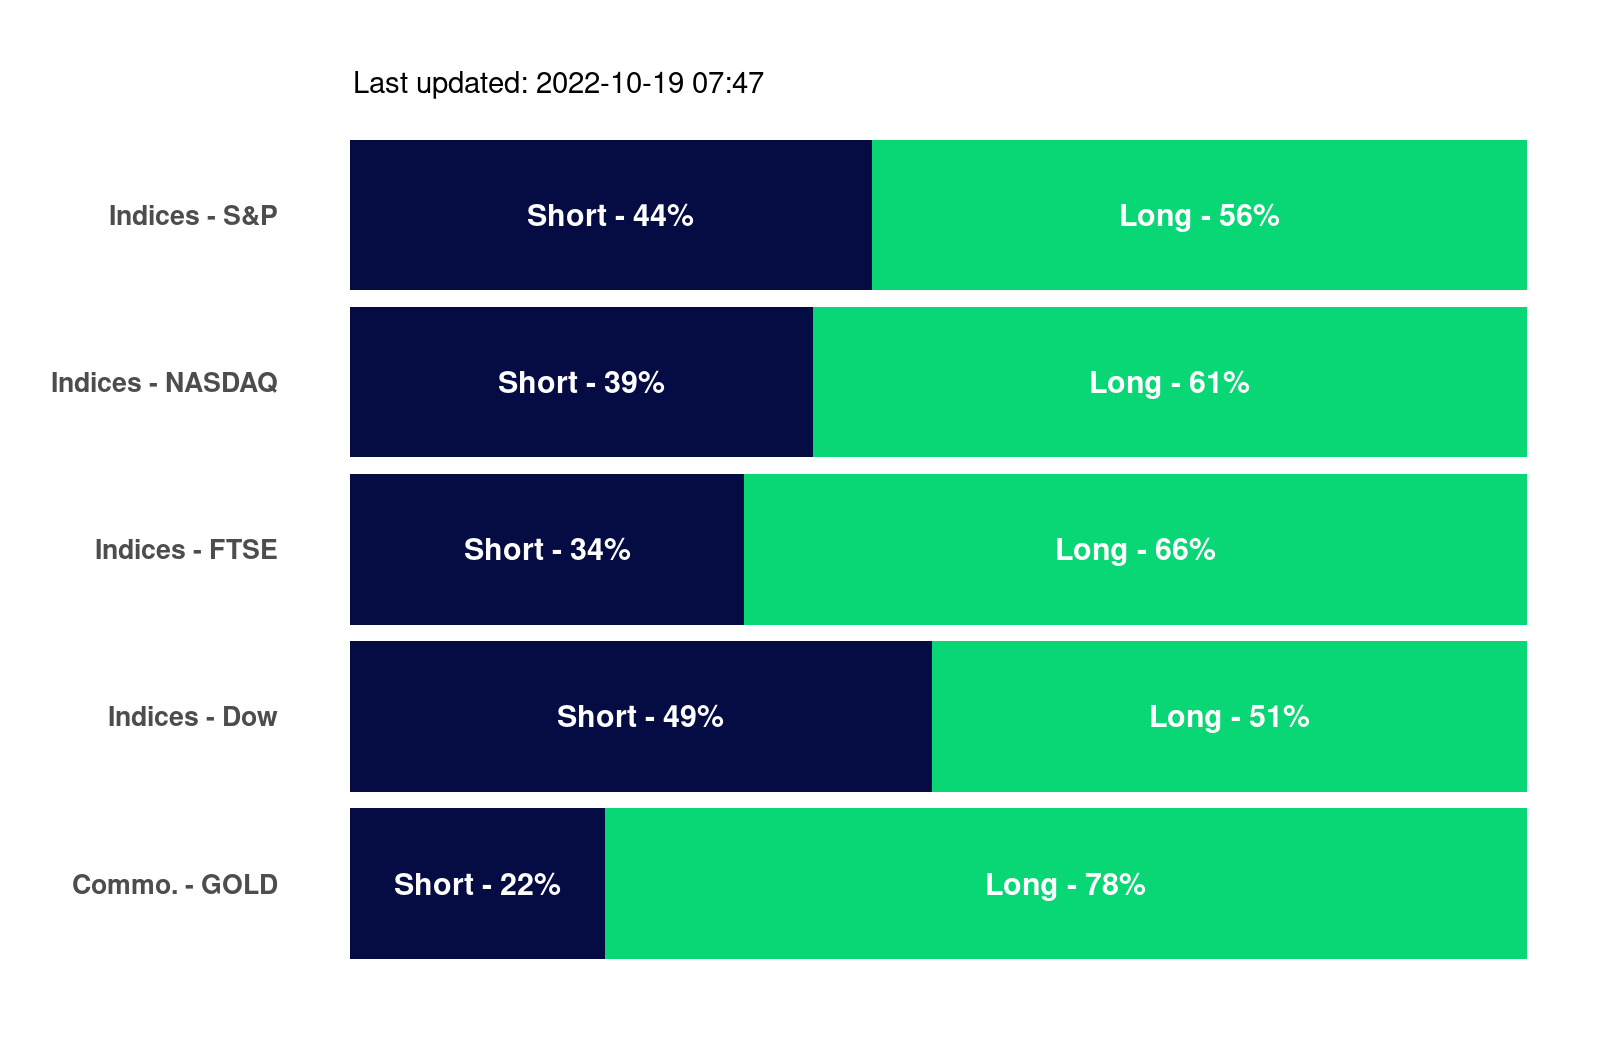 Last updated: 2022-10-19 07:47
Indices - S&P Short - 44% Long - 56%
Indices - NASDAQ Short - 39% Long - 61%
Indices - FTSE Short - 34% Long - 66%
Indices - Dow Short - 49% Long - 51%
Commo. - GOLD Short - 22% Long - 78%